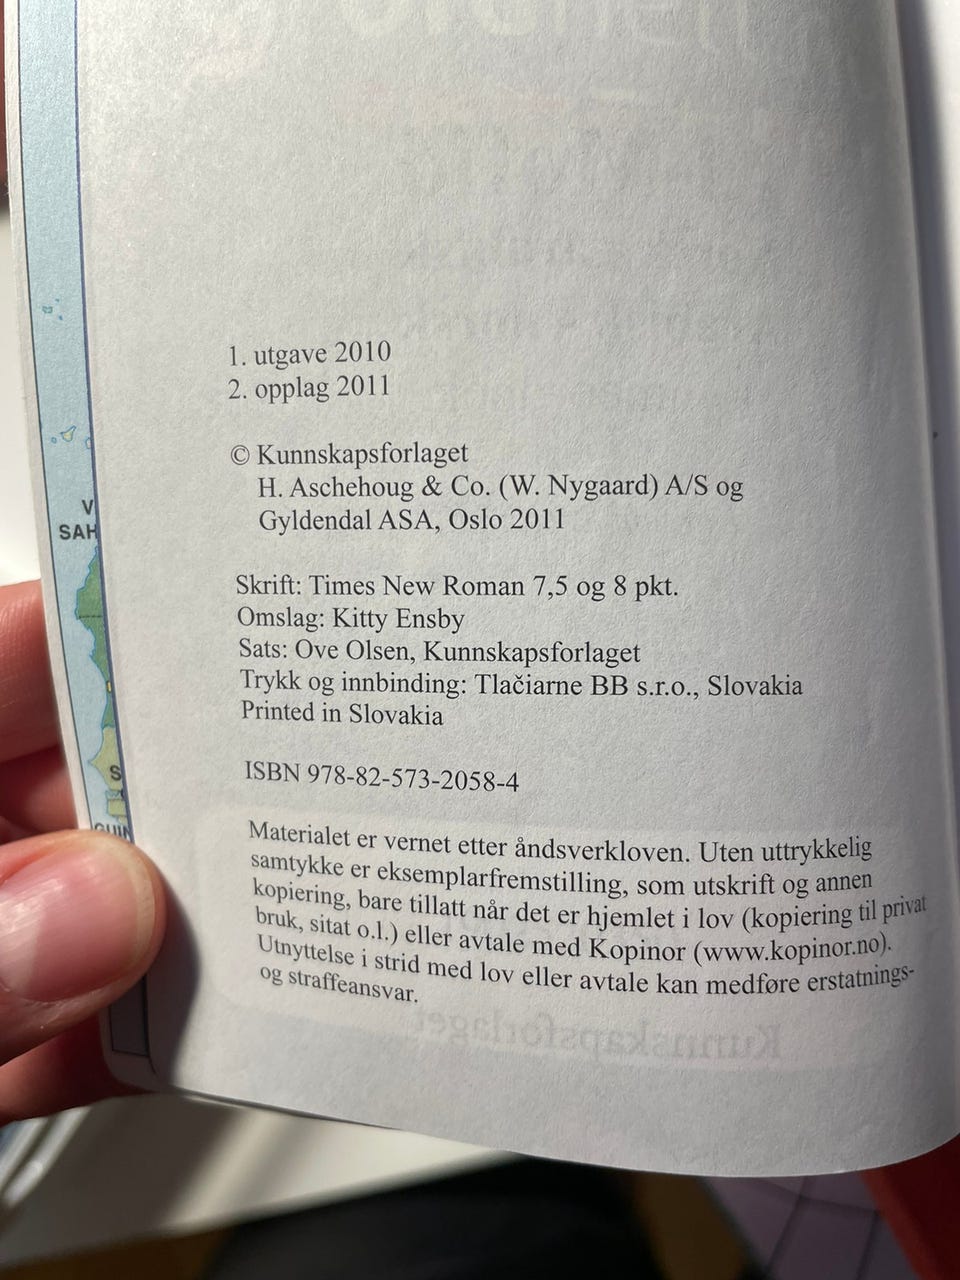 1. utgave 2010
2. opplag 2011
© Kunnskapsforlaget
H. Aschehoug & Co. (W. Nygaard) A/S og
Gyldendal ASA, Oslo 2011
Skrift: Times New Roman 7,5 og 8 pkt.
Omslag: Kitty Ensby
Sats: Ove Olsen, Kunnskapsforlaget
Trykk og innbinding: Tlačiarne BB s.r.o., Slovakia
Printed in Slovakia
ISBN 978-82-573-2058-4
Materialet er vernet etter åndsverkloven. Uten uttrykkelig
samtykke er eksemplarfremstilling, som utskrift og annen
kopiering, bare tillatt når det er hjemlet i lov (kopiering til privat
bruk, sitat o.l.) eller avtale med Kopinor (www.kopinor.no).
Utnyttelse i strid med lov eller avtale kan medføre erstatnings-
og straffeansvar.
Kunnskapsforlaget
V
SAH
S
GUIN